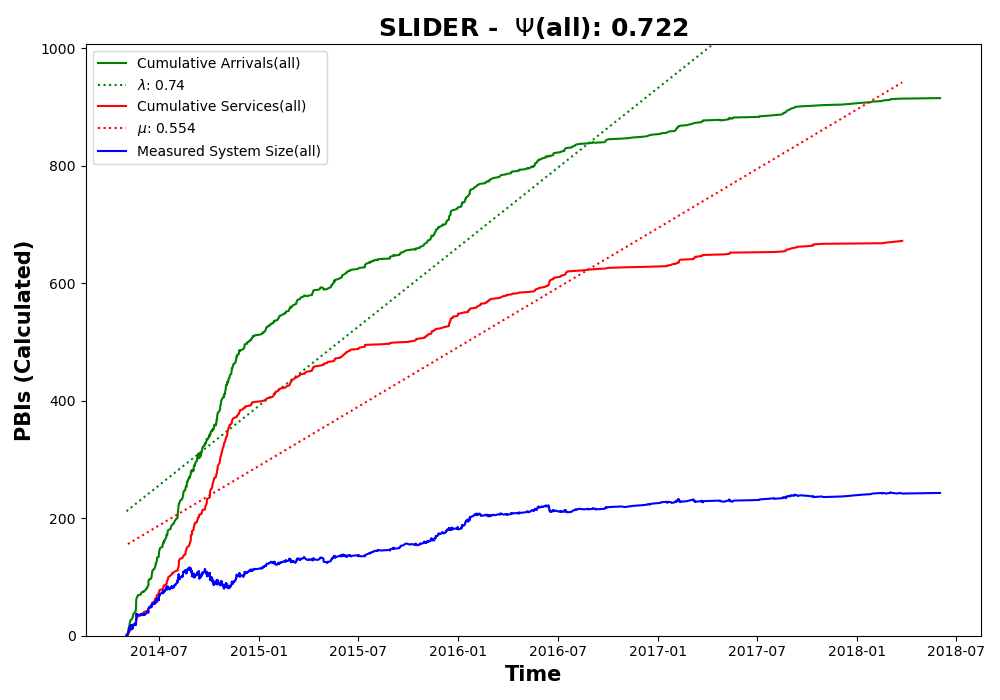 SLIDER - Ψ(all): 0.722
Cumulative Arrivals(all)
λ: 0.74
Cumulative Services(all)
μ: 0.554
Measured System Size(all)
1000
800
600
400
200
0
PBIs (Calculated)
2014-07 2015-01 2015-07 2016-01 2016-07 2017-01 2017-07 2018-01 2018-07
Time